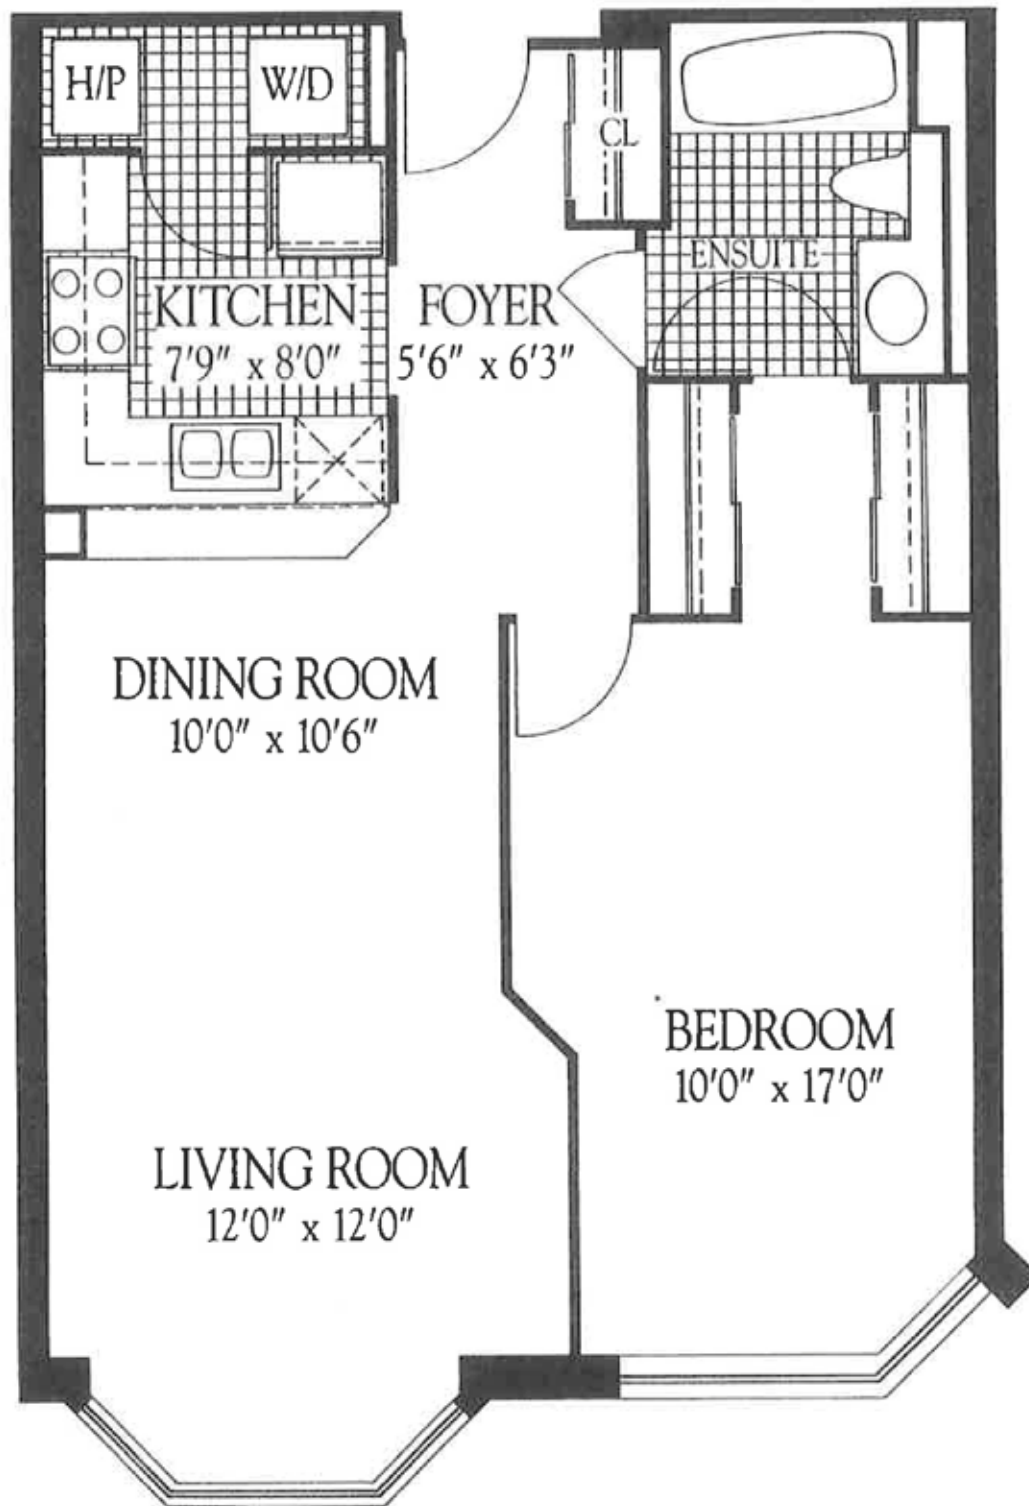 H/P
W/D
CL
ENSUITE
KITCHEN
7'9" x 8'0"
FOYER
5'6" x 6'3"
DINING ROOM
10'0" x 10'6"
BEDROOM
10'0" x 17'0"
LIVING ROOM
12'0" x 12'0"